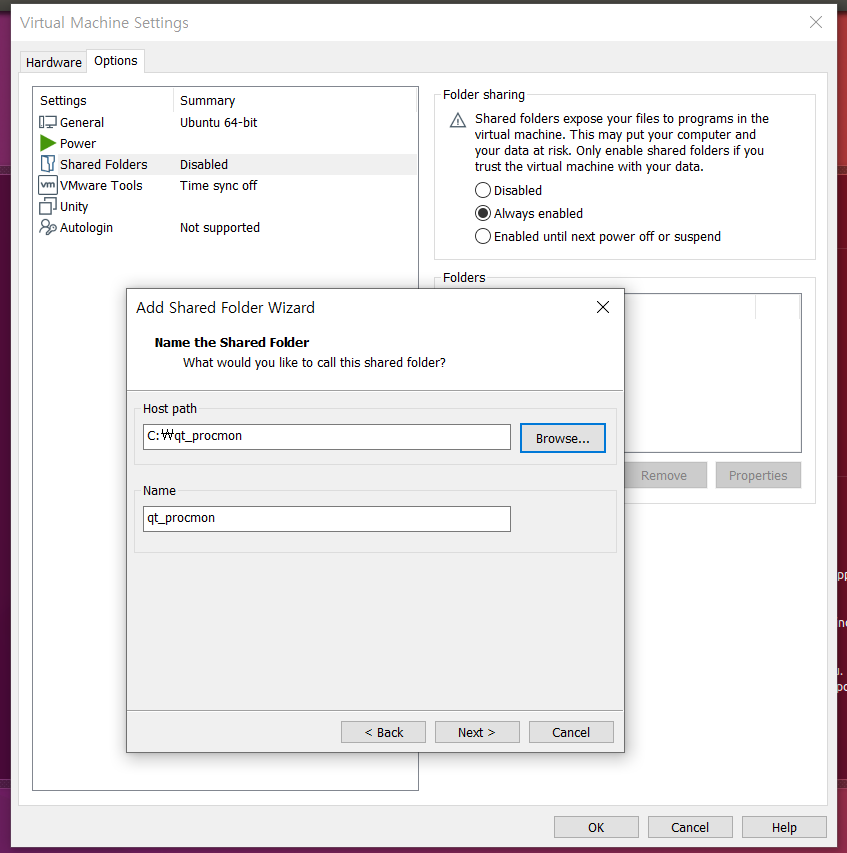 Virtual Machine Settings
Hardware
Options
Settings Summary
General Ubuntu 64-bit
Power
Shared Folders Disabled
VMware Tools Time sync off
Unity
Autologin Not supported
Folder sharing
Shared folders expose your files to programs in the
virtual machine. This may put your computer and
your data at risk. Only enable shared folders if you
trust the virtual machine with your data.
Disabled
Always enabled
Enabled until next power off or suspend
Folders
Remove
Properties
Add Shared Folder Wizard
Name the Shared Folder
What would you like to call this shared folder?
Host path
C:₩qt_procmon
Browse...
Name
qt_procmon
< Back
Next >
Cancel
OK
Cancel
Help